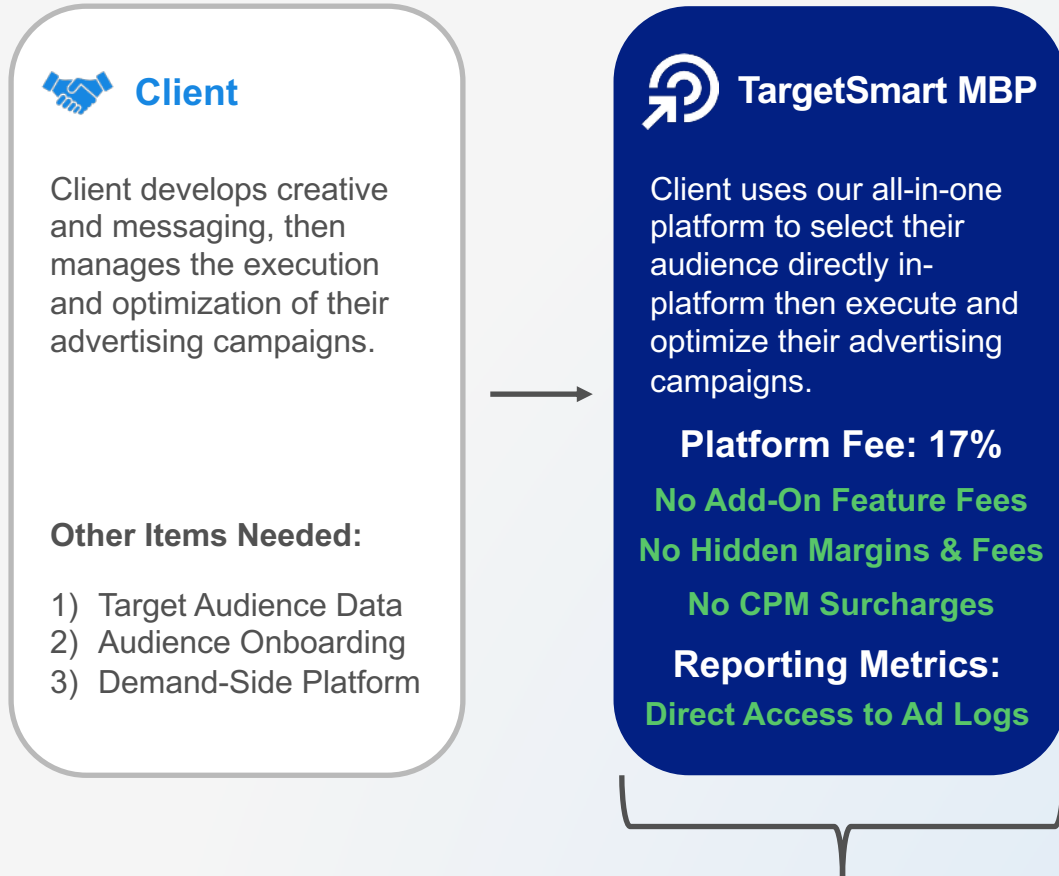 Client
Client develops creative
and messaging, then
manages the execution
and optimization of their
advertising campaigns.
Other Items Needed:
1) Target Audience Data
2) Audience Onboarding
3) Demand-Side Platform
TargetSmart MBP
Client uses our all-in-one
platform to select their
audience directly in-
platform then execute and
optimize their advertising
campaigns.
Platform Fee: 17%
No Add-On Feature Fees
No Hidden Margins & Fees
No CPM Surcharges
Reporting Metrics:
Direct Access to Ad Logs